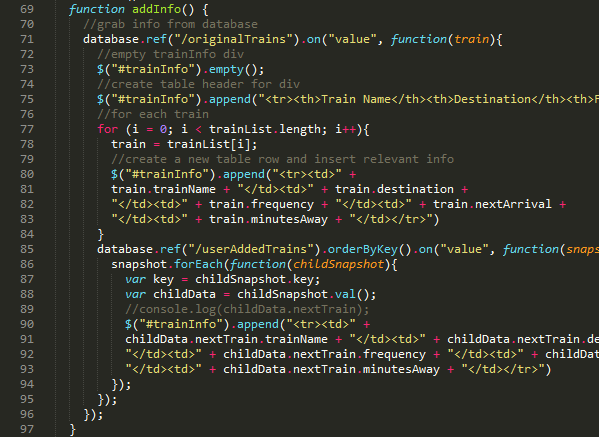 69 function addInfo() {
70 //grab info from database
71 database.ref("/originalTrains").on("value", function(train){
72 //empty trainInfo div
73 $("#trainInfo").empty();
74 //create table header for div
75 $("#trainInfo").append("<tr><th>Train Name</th><th>Destination</th><th>F
76 //for each train
77 for (i = 0; i < trainList.length; i++){
78 train = trainList[i];
79 //create a new table row and insert relevant info
80 $("#trainInfo").append("<tr><td>" +
81 train.trainName + "</td><td>" + train.destination +
82 "</td><td>" + train.frequency + "</td><td>" + train.nextArrival +
83 "</td><td>" + train.minutesAway + "</td></tr>")
84 }
85 database.ref("/userAddedTrains").orderByKey().on("value", function(snaps
86 snapshot.forEach(function(childSnapshot){
87 var key = childSnapshot.key;
88 var childData = childSnapshot.val();
89 //console.log(childData.nextTrain);
90 $("#trainInfo").append("<tr><td>" +
91 childData.nextTrain.trainName + "</td><td>" + childData.nextTrain.de
92 "</td><td>" + childData.nextTrain.frequency + "</td><td>" + childDat
93 "</td><td>" + childData.nextTrain.minutesAway + "</td></tr>")
94 });
95 });
96 });
97 }